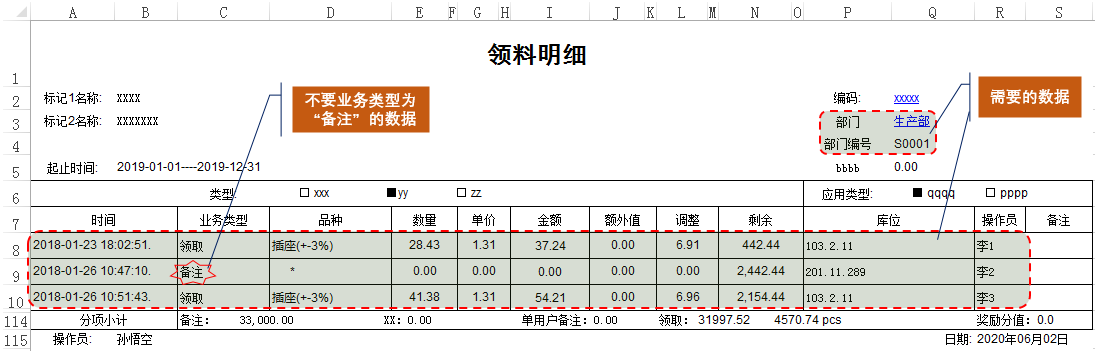 A B C D E F G H I J K L M N O P Q R S
1 领料明细
2 标记1名称: XXXX 编码: xxxxx
3 标记2名称: XXXXXXX 部门 生产部
4 部门编号 S0001
5 起止时间: 2019-01-01----2019-12-31 bbbb 0.00
不要业务类型为
“备注”的数据
需要的数据
6 类型: xxx yy zz 应用类型: qqqq pppp
7 时间 业务类型 品种 数量 单价 金额 额外值 调整 剩余 库位 操作员 备注
8 2018-01-23 18:02:51. 领取 插座(+-3%) 28.43 1.31 37.24 0.00 6.91 442.44 103.2.11 李1
9 2018-01-26 10:47:10. 备注 * 0.00 0.00 0.00 0.00 0.00 2,442.44 201.11.289 李2
10 2018-01-26 10:51:43. 领取 插座(+-3%) 41.38 1.31 54.21 0.00 6.96 2,154.44 103.2.11 李3
114 分项小计 备注: 33,000.00 XX: 0.00 单用户备注: 0.00 领取: 31997.52 4570.74 pcs 奖励分值: 0.0
115 操作员: 孙悟空 日期: 2020年06月02日